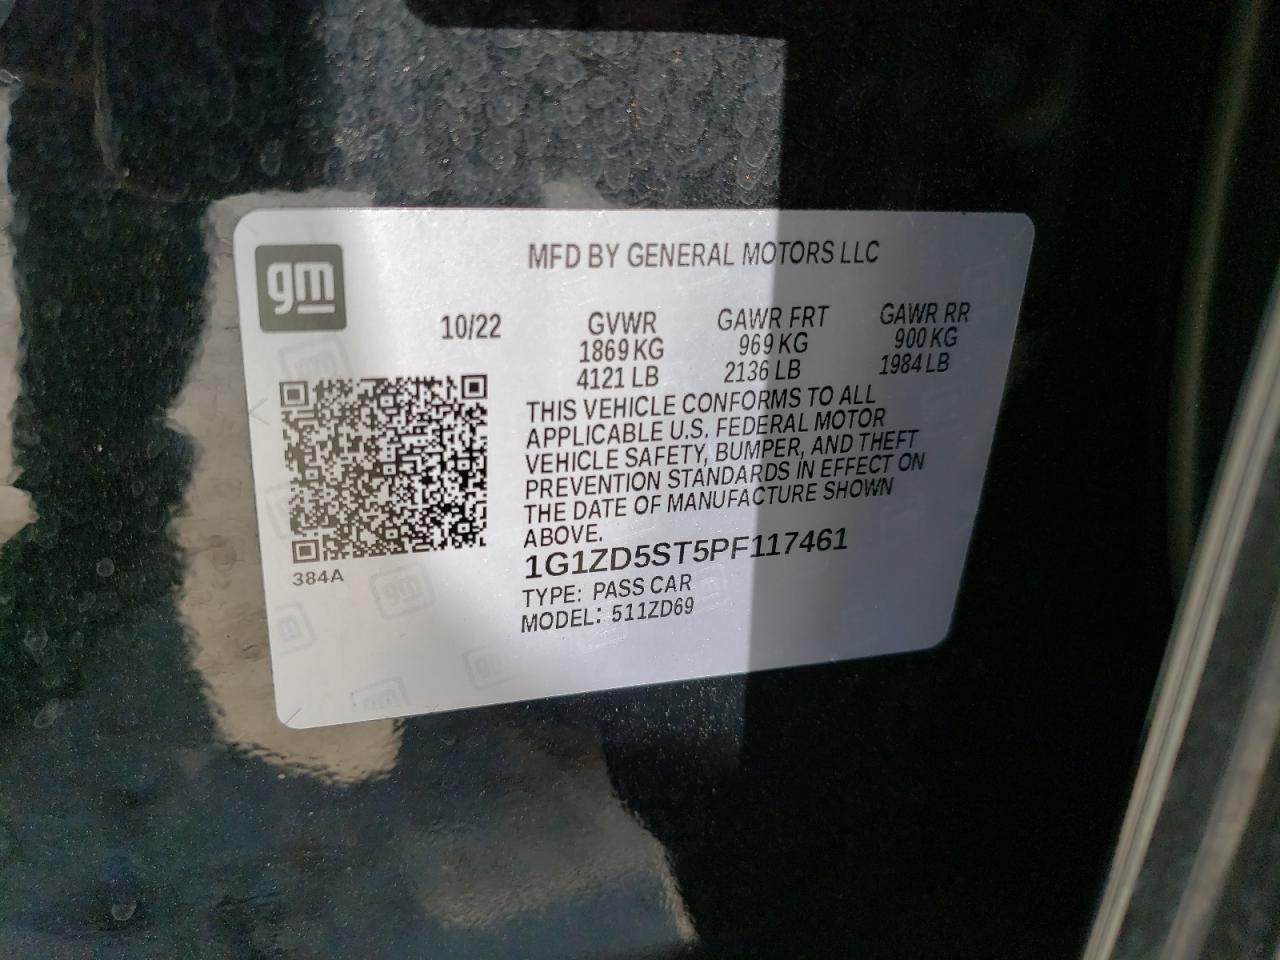 gm
MFD BY GENERAL MOTORS LLC
10/22 GVWR GAWR FRT GAWR RR
1869 KG 969 KG 900 KG
4121 LB 2136 LB 1984 LB
THIS VEHICLE CONFORMS TO ALL
APPLICABLE U.S. FEDERAL MOTOR
VEHICLE SAFETY, BUMPER, AND THEFT
PREVENTION STANDARDS IN EFFECT ON
THE DATE OF MANUFACTURE SHOWN
ABOVE.
1G1ZD5ST5PF117461
384A
TYPE: PASS CAR
MODEL: 511ZD69